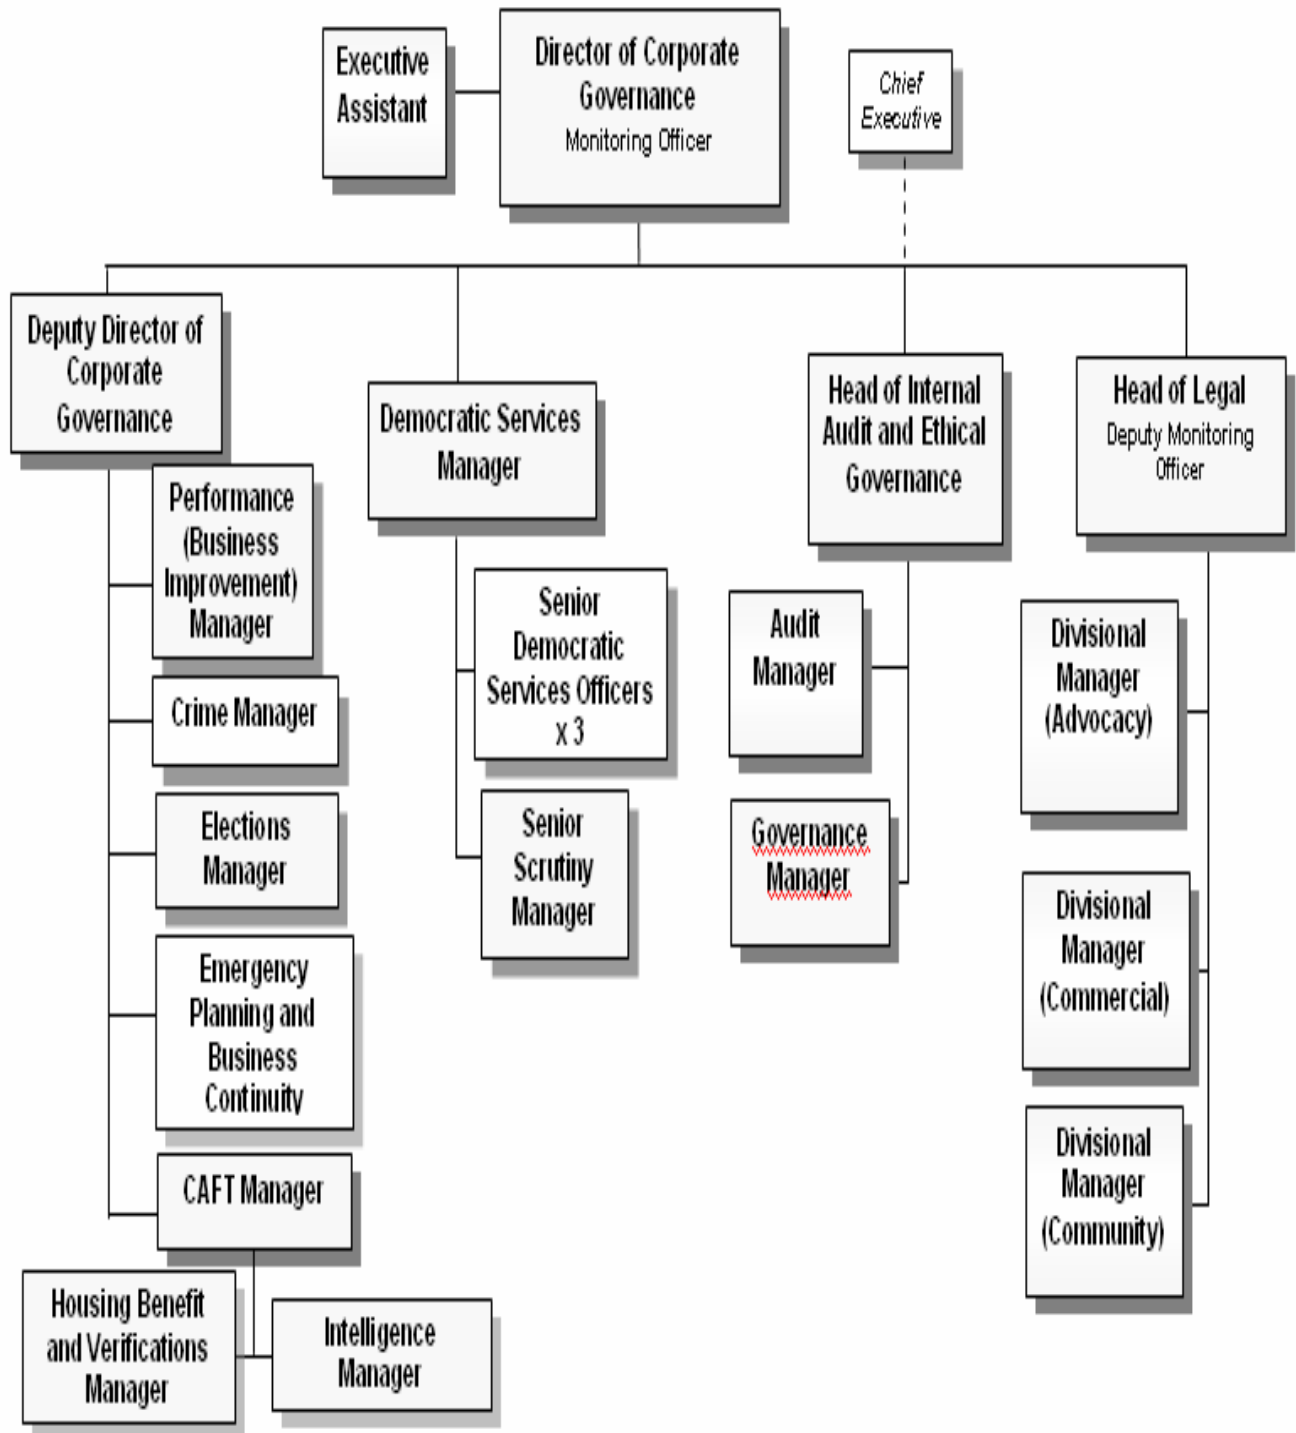 Executive
Assistant
Director of Corporate
Governance
Monitoring Officer
Chief
Executive
Deputy Director of
Corporate
Governance
Democratic Services
Manager
Head of Internal
Audit and Ethical
Governance
Head of Legal
Deputy Monitoring
Officer
Performance
(Business
Improvement)
Manager
Crime Manager
Elections
Manager
Emergency
Planning and
Business
Continuity
CAFT Manager
Housing Benefit
and Verifications
Manager
Intelligence
Manager
Senior
Democratic
Services Officers
x 3
Senior
Scrutiny
Manager
Audit
Manager
Governance
Manager
Divisional
Manager
(Advocacy)
Divisional
Manager
(Commercial)
Divisional
Manager
(Community)